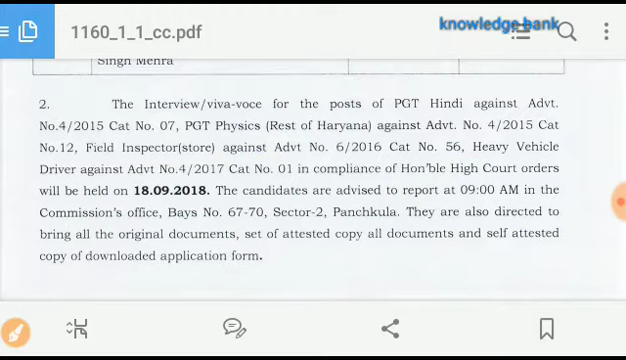 1160_1_1_cc.pdf
knowledge bank
Singh Mehra
2. The Interview/viva-voce for the posts of PGT Hindi against Advt.
No.4/2015 Cat No. 07, PGT Physics (Rest of Haryana) against Advt. No. 4/2015 Cat
No.12, Field Inspector(store) against Advt No. 6/2016 Cat No. 56, Heavy Vehicle
Driver against Advt No.4/2017 Cat No. 01 in compliance of Hon'ble High Court orders
will be held on 18.09.2018. The candidates are advised to report at 09:00 AM in the
Commission's office, Bays No. 67-70, Sector-2, Panchkula. They are also directed to
bring all the original documents, set of attested copy all documents and self attested
copy of downloaded application form.